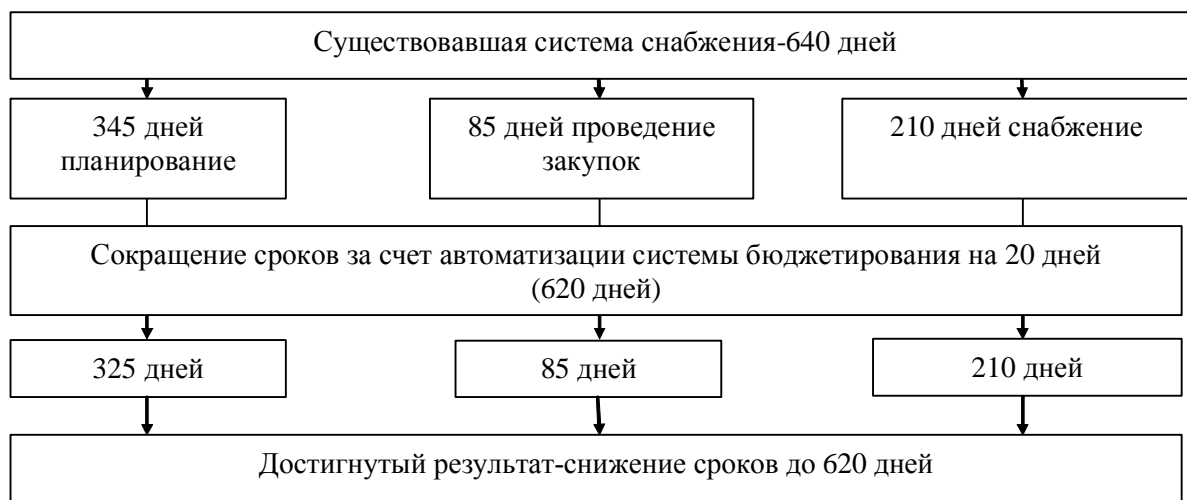 Существовавшая система снабжения-640 дней
345 дней
планирование
85 дней проведение
закупок
210 дней снабжение
Сокращение сроков за счет автоматизации системы бюджетирования на 20 дней
(620 дней)
325 дней
85 дней
210 дней
Достигнутый результат-снижение сроков до 620 дней